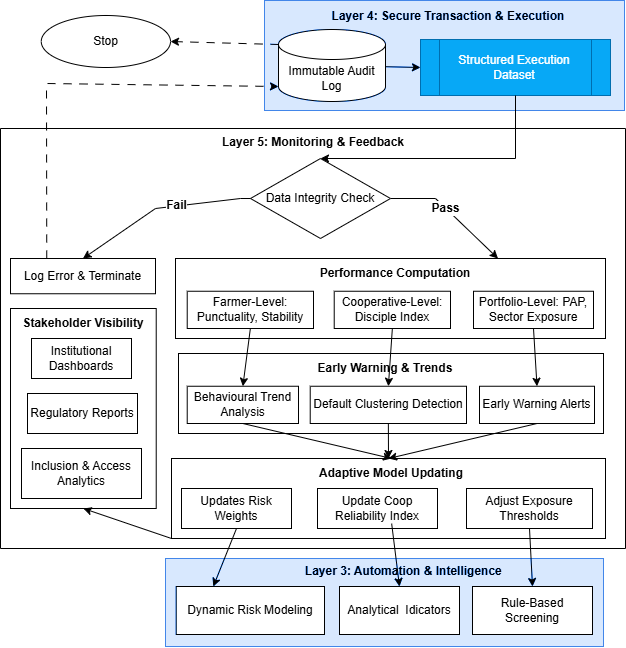 Layer 4: Secure Transaction & Execution
Stop
Immutable Audit
Log
Structured Execution
Dataset
Layer 5: Monitoring & Feedback
Data Integrity Check
Fail
Pass
Log Error & Terminate
Performance Computation
Farmer-Level:
Punctuality, Stability
Cooperative-Level:
Disciple Index
Portfolio-Level: PAP,
Sector Exposure
Stakeholder Visibility
Institutional
Dashboards
Regulatory Reports
Inclusion & Access
Analytics
Early Warning & Trends
Behavioural Trend
Analysis
Default Clustering Detection
Early Warning Alerts
Adaptive Model Updating
Updates Risk
Weights
Update Coop
Reliability Index
Adjust Exposure
Thresholds
Layer 3: Automation & Intelligence
Dynamic Risk Modeling
Analytical Idicators
Rule-Based
Screening